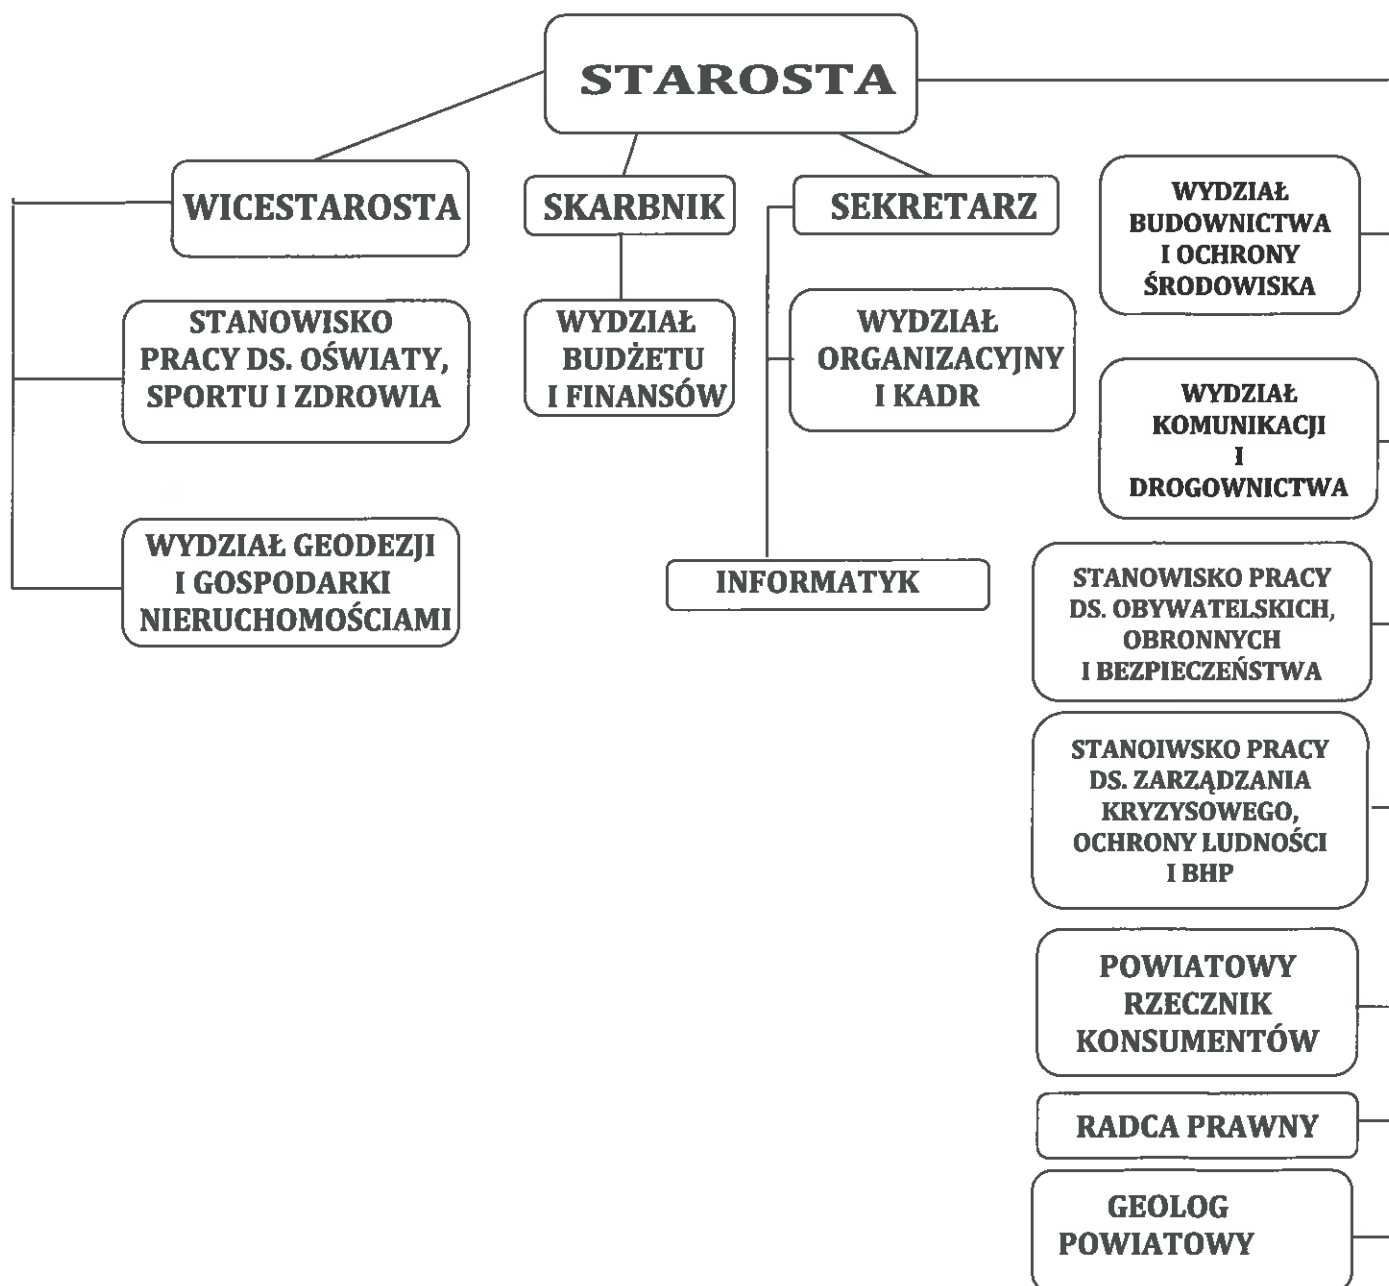 STAROSTA
WICESTAROSTA
SKARBNIK
SEKRETARZ
WYDZIAŁ
BUDOWNICTWA
I OCHRONY
ŚRODOWISKA
STANOWISKO
PRACY DS. OŚWIATY,
SPORTU I ZDROWIA
WYDZIAŁ
BUDŻETU
I FINANSÓW
WYDZIAŁ
ORGANIZACYJNY
I KADR
WYDZIAŁ
KOMUNIKACJI
I
DROGOWNICTWA
WYDZIAŁ GEODEZJI
I GOSPODARKI
NIERUCHOMOŚCIAMI
INFORMATYK
STANOWISKO PRACY
DS. OBYWATELSKICH,
OBRONNYCH
I BEZPIECZEŃSTWA
STANOIWSKO PRACY
DS. ZARZĄDZANIA
KRYZYSOWEGO,
OCHRONY LUDNOŚCI
I BHP
POWIATOWY
RZECZNIK
KONSUMENTÓW
RADCA PRAWNY
GEOLOG
POWIATOWY